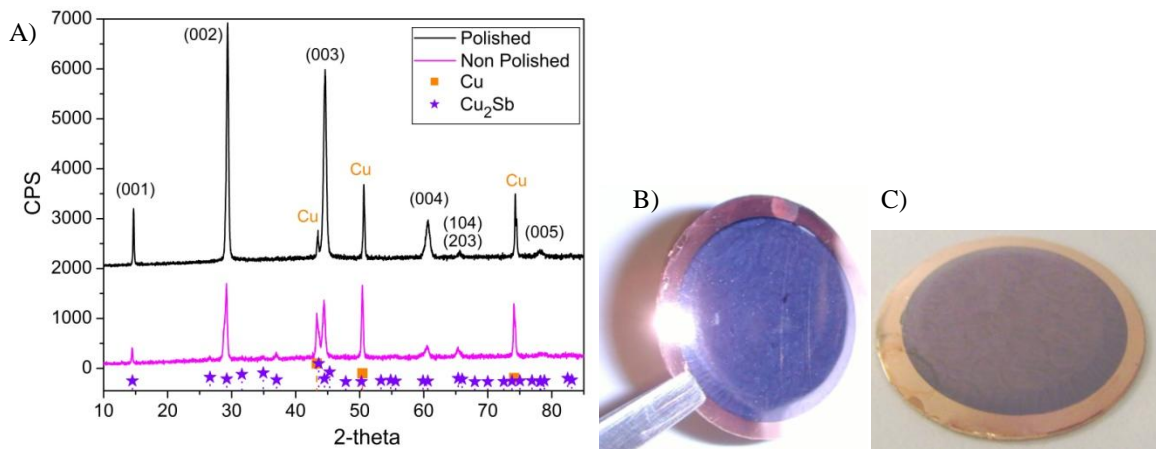 A)
7000
6000
5000
4000
3000
2000
1000
0
CPS
(002)
(003)
(001)
Cu
Cu
(004)
(104)
(203)
Cu
(005)
Polished
Non Polished
Cu
Cu2Sb
10 20 30 40 50 60 70 80
2-theta
B)
C)